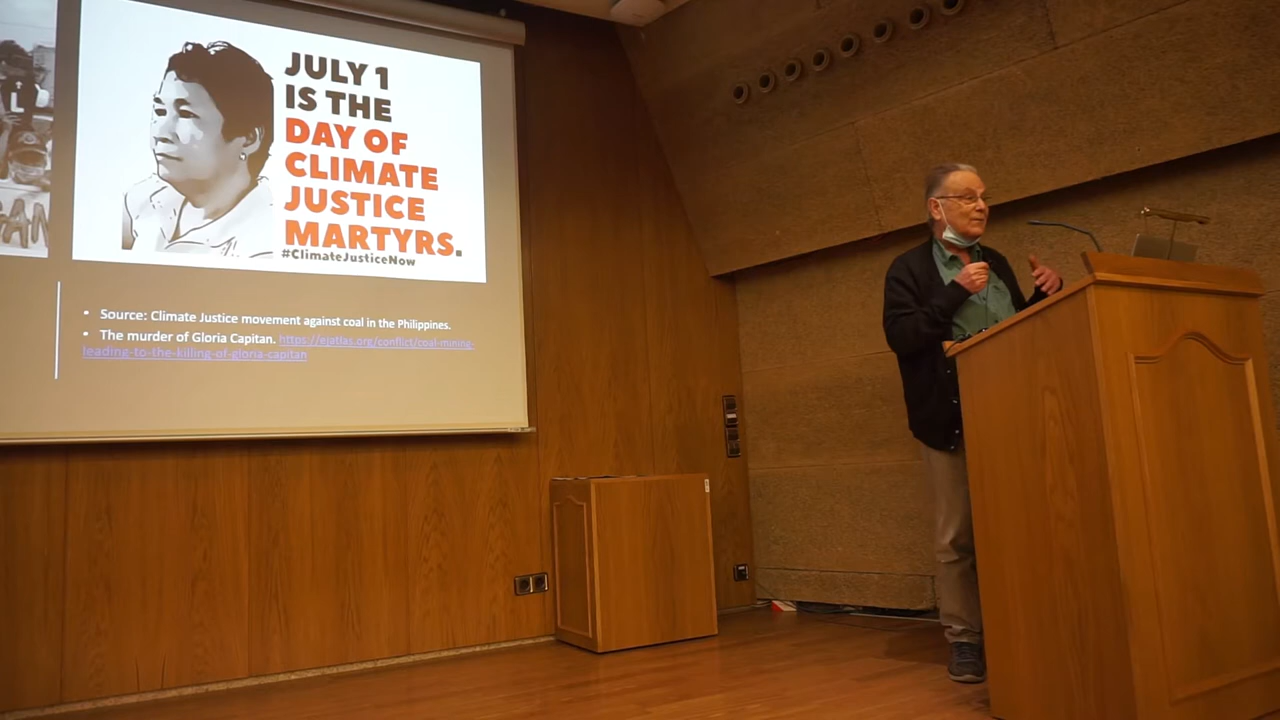 JULY 1
IS THE
DAY OF
CLIMATE
JUSTICE
MARTYRS.
#ClimateJusticeNow
• Source: Climate Justice movement against coal in the Philippines.
• The murder of Gloria Capitan. https://ejatlas.org/conflict/coal-mining-
leading-to-the-killing-of-gloria-capitan